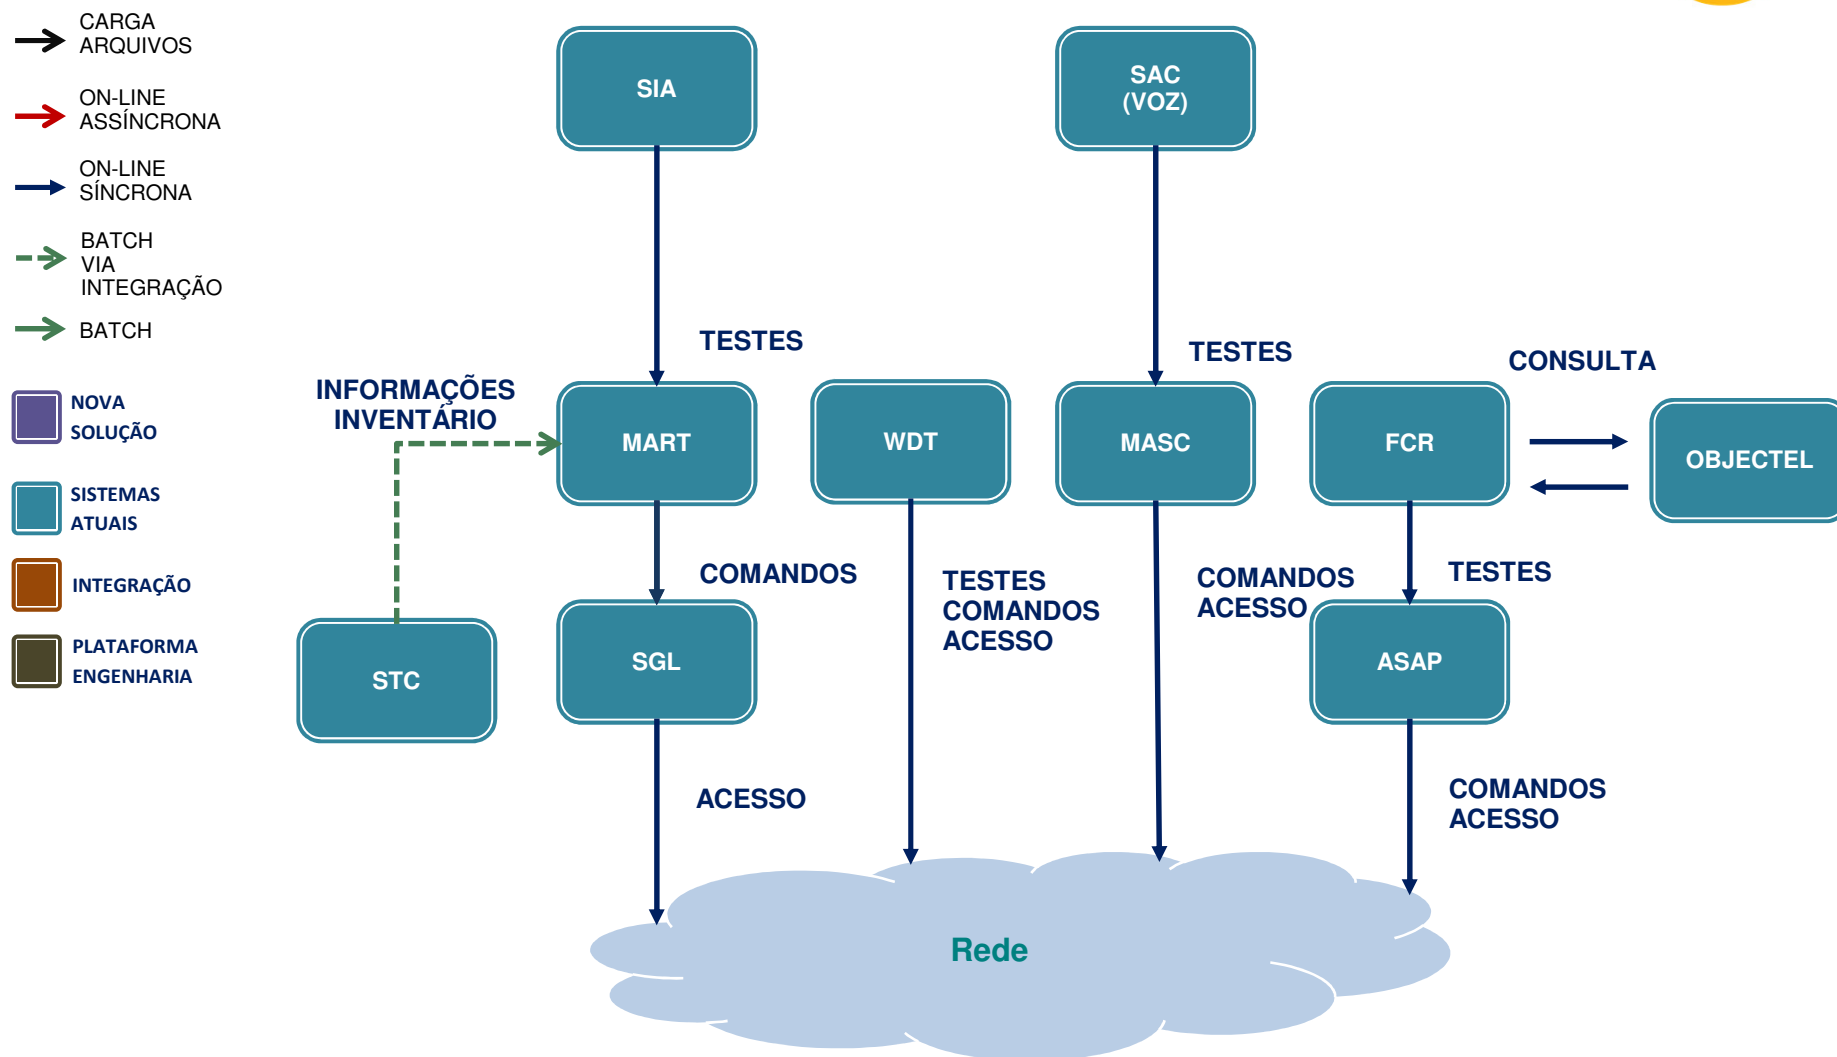 CARGA
ARQUIVOS
ON-LINE
ASSÍNCRONA
ON-LINE
SÍNCRONA
BATCH
VIA
INTEGRAÇÃO
BATCH
NOVA
SOLUÇÃO
SISTEMAS
ATUAIS
INTEGRAÇÃO
PLATAFORMA
ENGENHARIA
SIA
SAC
(VOZ)
TESTES
TESTES
CONSULTA
INFORMAÇÕES
INVENTÁRIO
MART
WDT
MASC
FCR
OBJECTEL
COMANDOS
TESTES
COMANDOS
ACESSO
COMANDOS
ACESSO
TESTES
STC
SGL
ASAP
ACESSO
COMANDOS
ACESSO
Rede